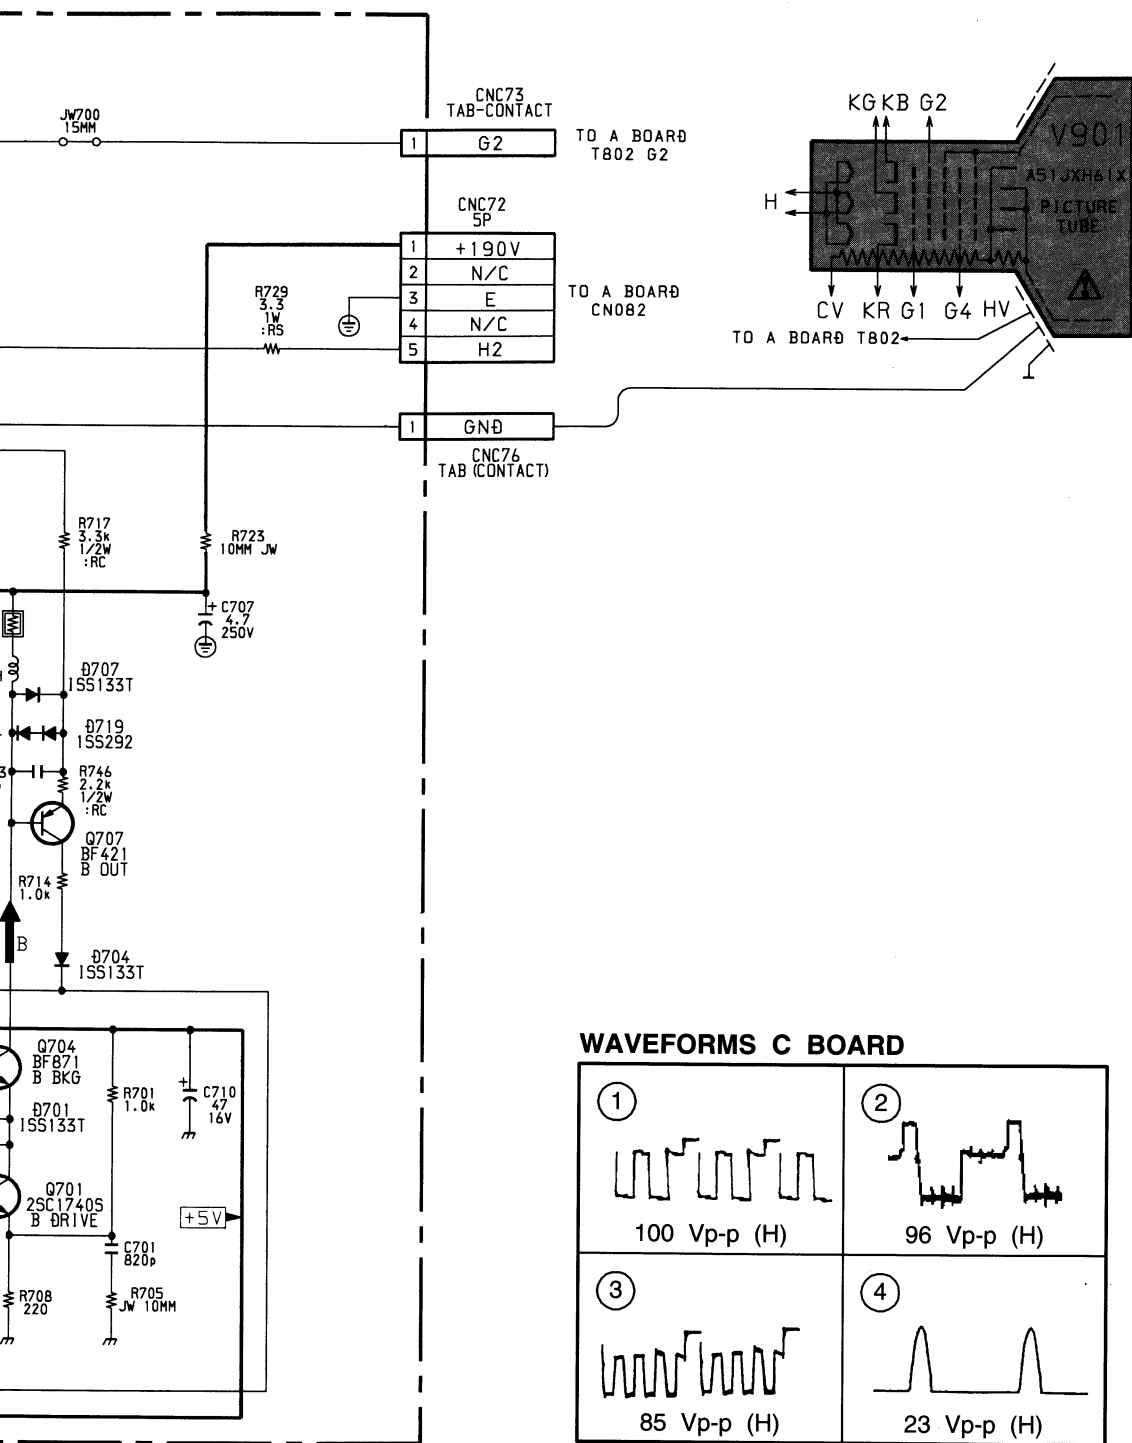 JW700
15MM
CNC73
TAB-CONTACT
1 G2
TO A BOARD
T802 G2
CNC72
5P
1 +190V
2 N/C
3 E
4 N/C
5 H2
TO A BOARD
CN082
R729
3.3
1W
:RS
1 GND
CNC76
TAB (CONTACT)
KG KB G2
V901
A51JXH61X
PICTURE
TUBE
H
CV KR G1 G4 HV
TO A BOARD T802
R717
3.3k
1/2W
:RC
R723
10MM JW
+ C707
4.7
250V
D707
1SS133T
D719
1SS292
R746
2.2k
1/2W
:RC
Q707
BF421
B OUT
R714
1.0k
B
D704
1SS133T
Q704
BF871
B BKG
D701
1SS133T
R701
1.0k
+ C710
47
16V
Q701
2SC1740S
B DRIVE
+5V
C701
820p
R708
220
R705
JW 10MM
WAVEFORMS C BOARD
1
100 Vp-p (H)
2
96 Vp-p (H)
3
85 Vp-p (H)
4
23 Vp-p (H)